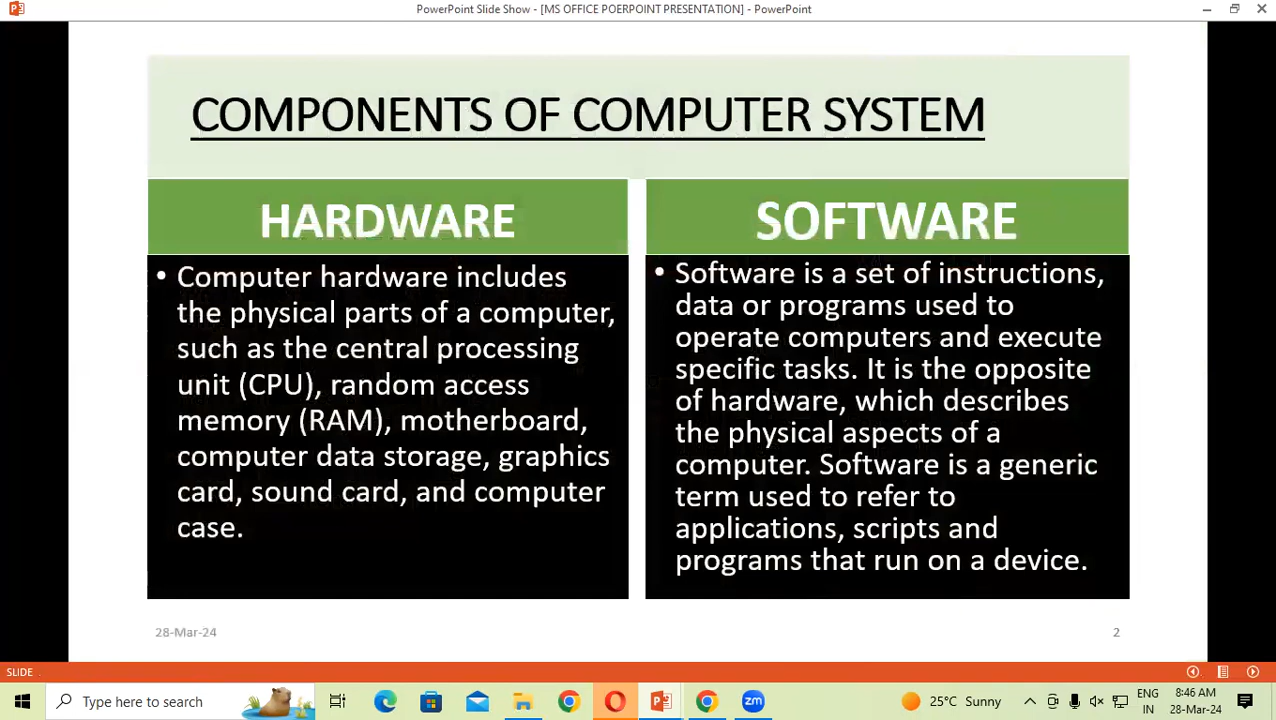 PowerPoint Slide Show - [MS OFFICE POERPOINT PRESENTATION] - PowerPoint
COMPONENTS OF COMPUTER SYSTEM
HARDWARE
• Computer hardware includes
the physical parts of a computer,
such as the central processing
unit (CPU), random access
memory (RAM), motherboard,
computer data storage, graphics
card, sound card, and computer
case.
SOFTWARE
• Software is a set of instructions,
data or programs used to
operate computers and execute
specific tasks. It is the opposite
of hardware, which describes
the physical aspects of a
computer. Software is a generic
term used to refer to
applications, scripts and
programs that run on a device.
28-Mar-24
2
SLIDE
Type here to search
zm
25°C Sunny
ENG
IN
8:46 AM
28-Mar-24